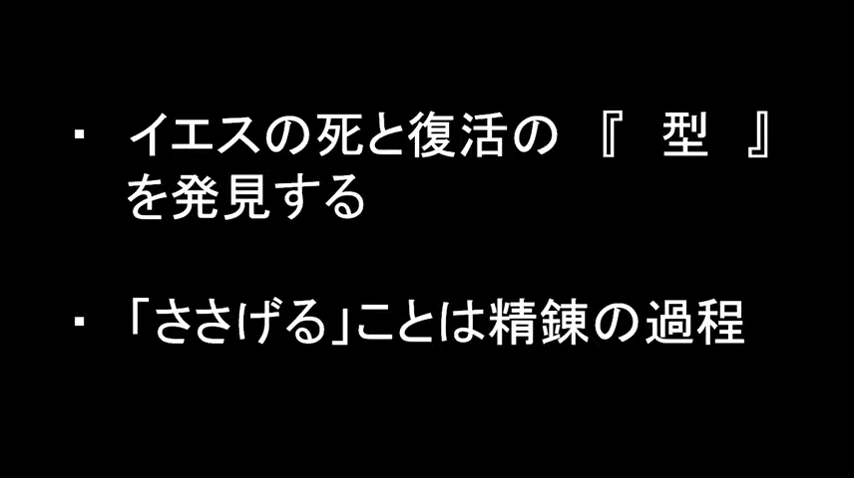 ・ イエスの死と復活の 『 型 』
を発見する
・ 「ささげる」ことは精錬の過程